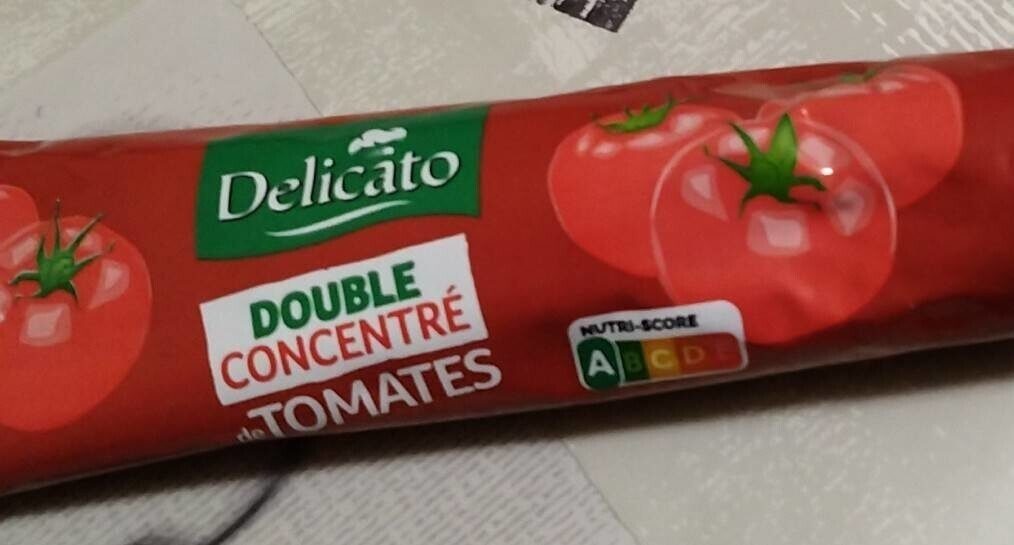 Delicato
DOUBLE
CONCENTRÉ
de TOMATES
NUTRI-SCORE
A B C D E